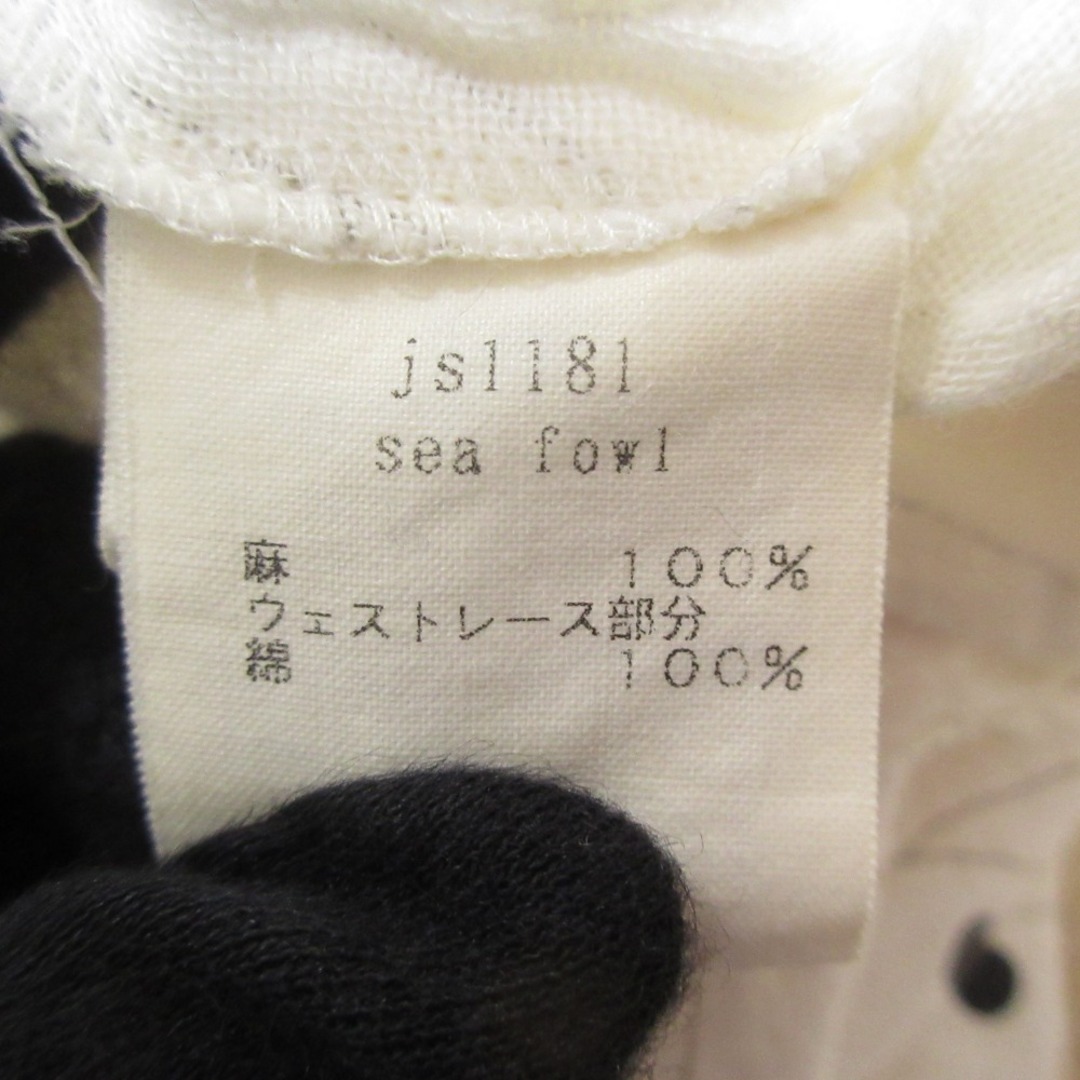 js1181
sea fowl
麻 100%
ウェストレース部分
綿 100%